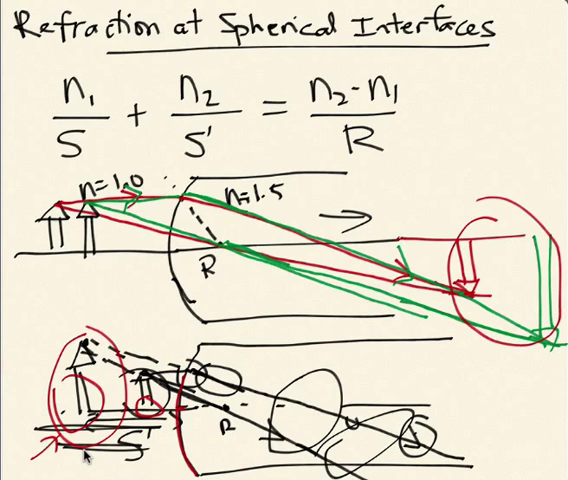 Refraction at Spherical Interfaces
n₁/S + n₂/S' = (n₂-n₁)/R
n=1.0
n=1.5
R
R
S'